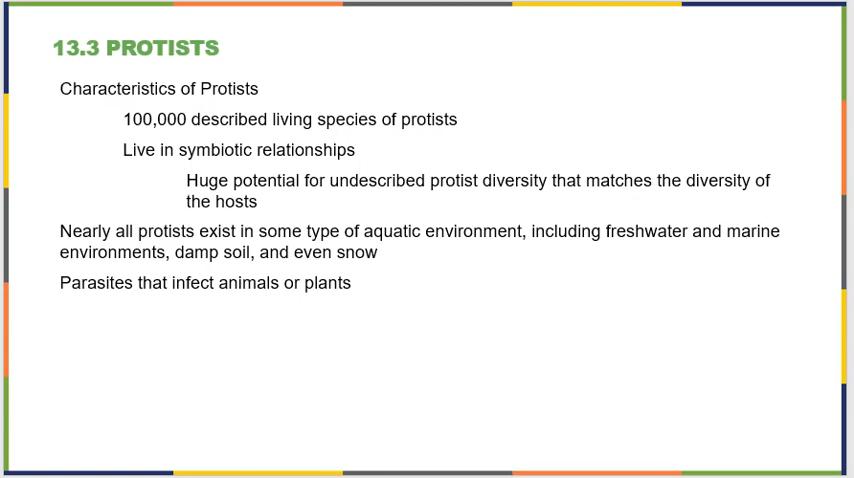 13.3 PROTISTS
Characteristics of Protists
100,000 described living species of protists
Live in symbiotic relationships
Huge potential for undescribed protist diversity that matches the diversity of
the hosts
Nearly all protists exist in some type of aquatic environment, including freshwater and marine
environments, damp soil, and even snow
Parasites that infect animals or plants